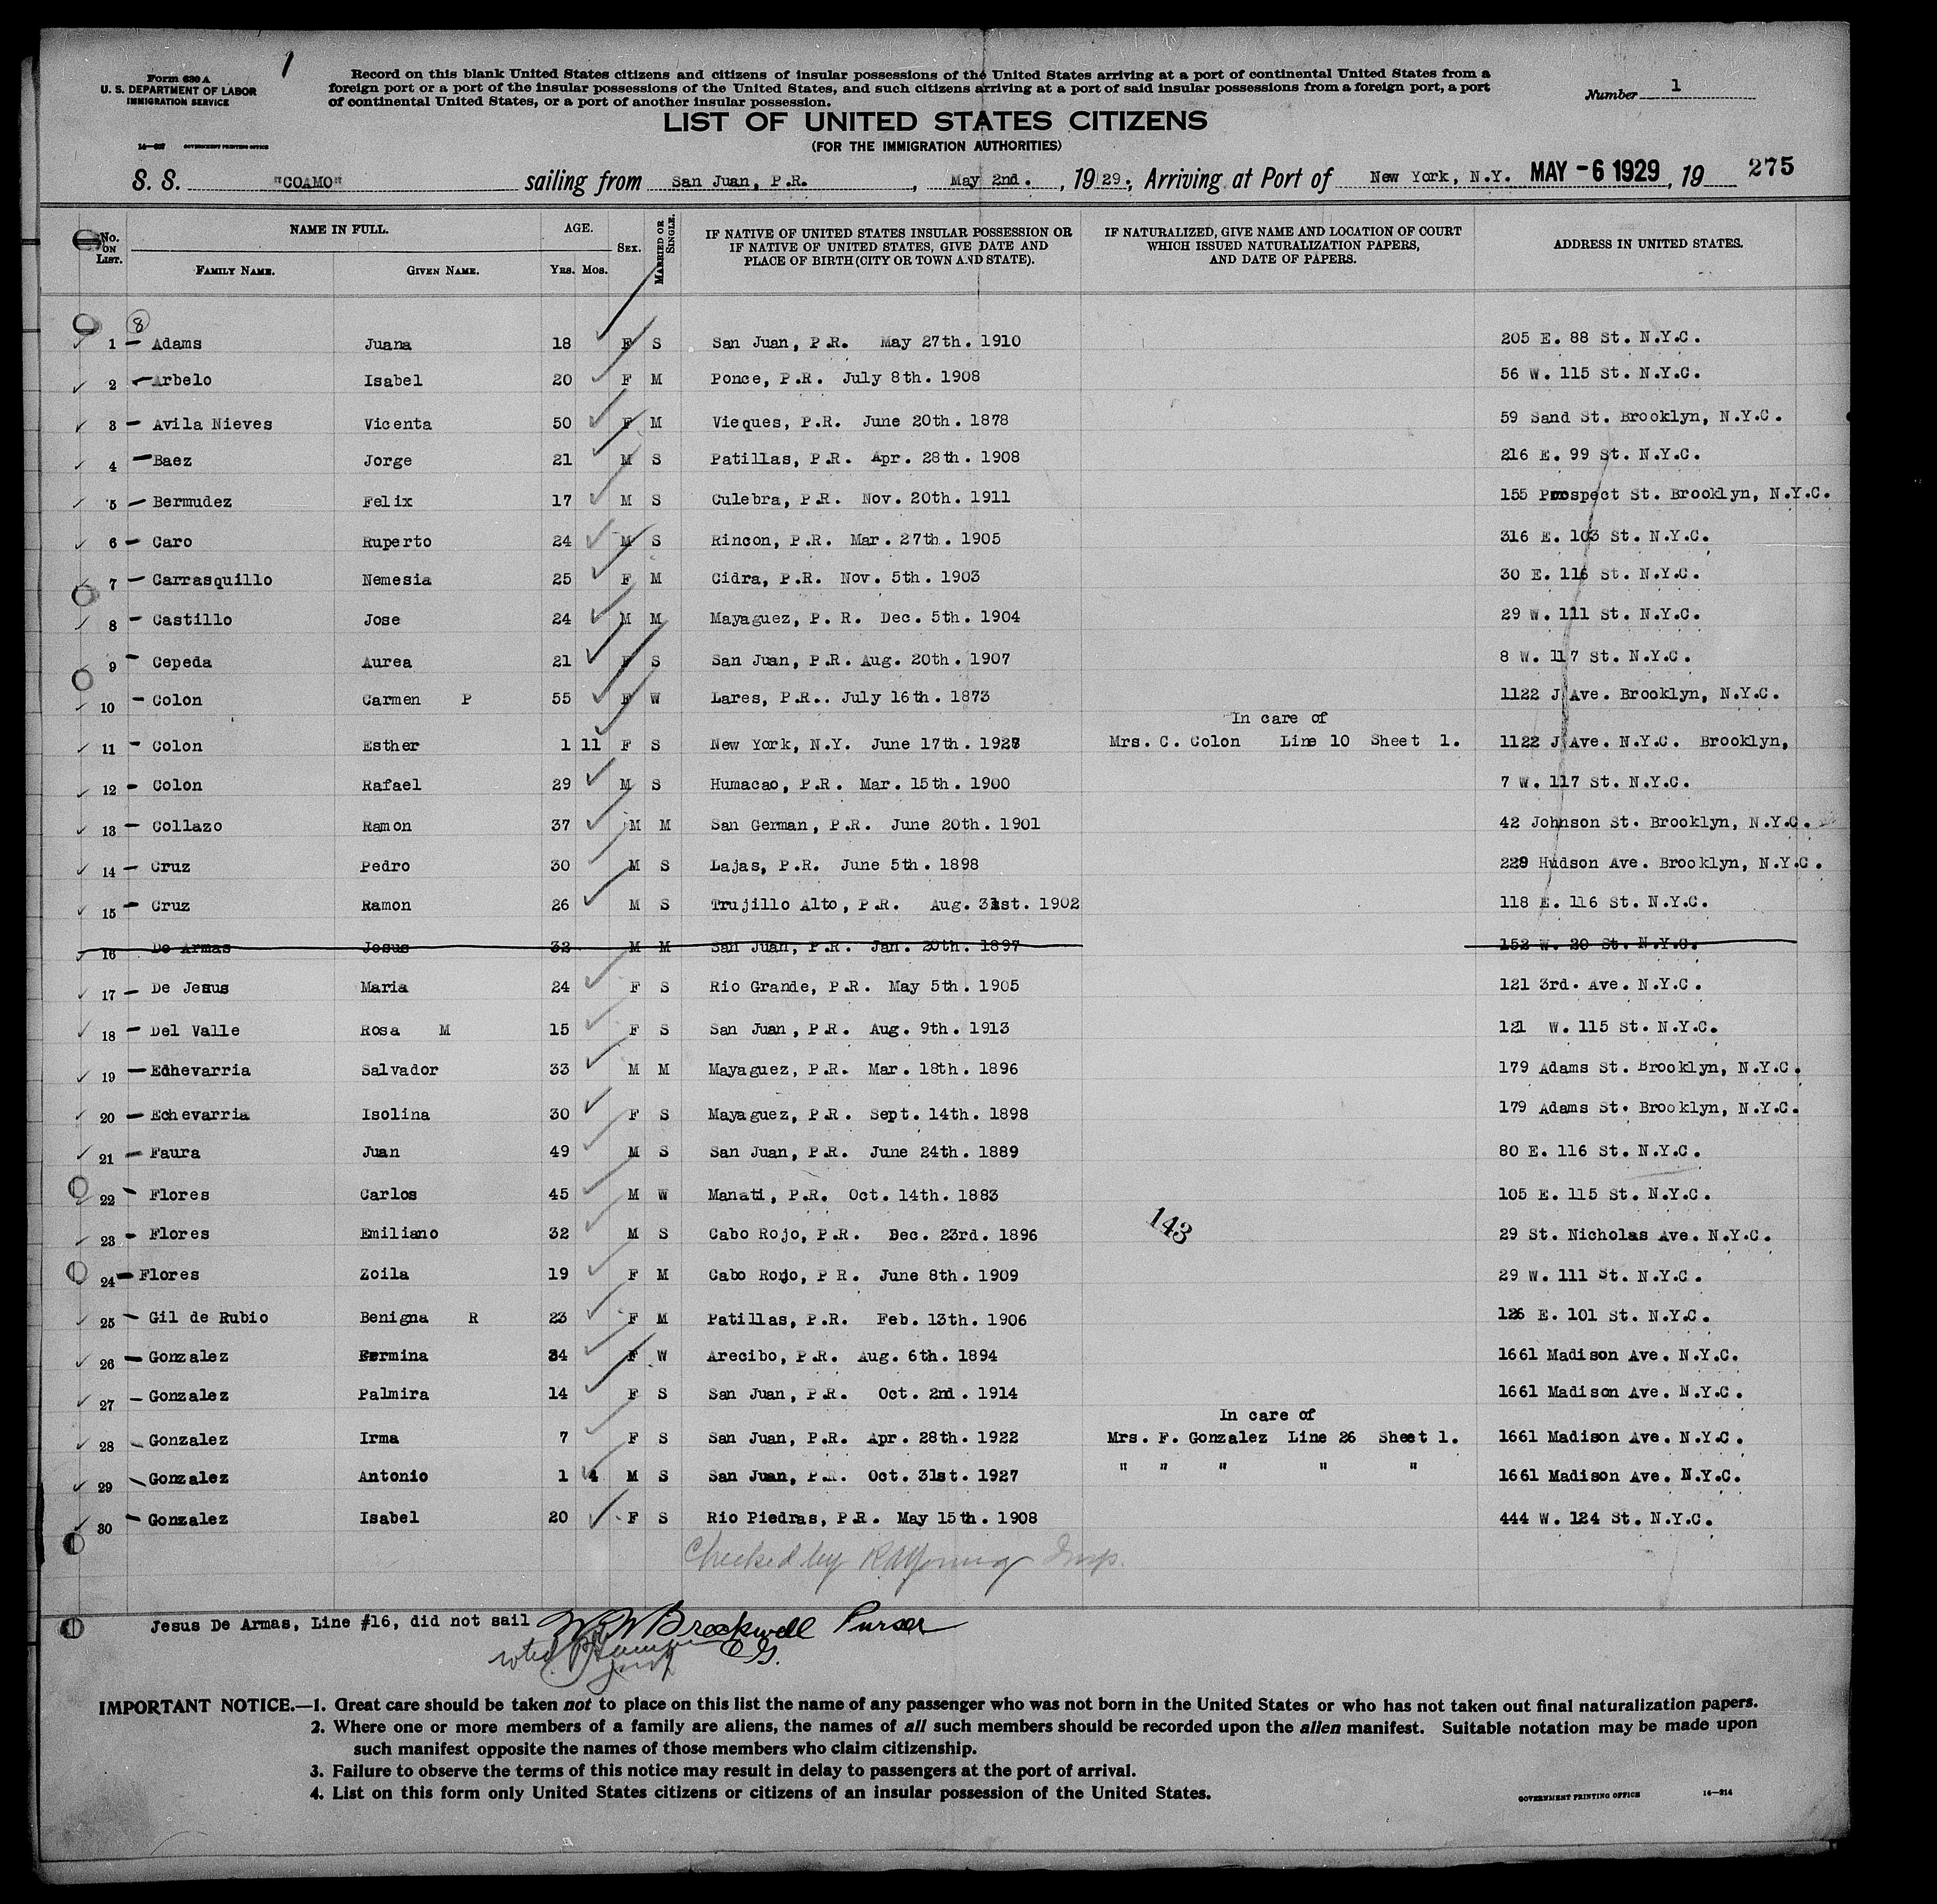 1
Form 630 A
U. S. DEPARTMENT OF LABOR
IMMIGRATION SERVICE
14—
GOVERNMENT PRINTING OFFICE
Record on this blank United States citizens and citizens of insular possessions of the United States arriving at a port of continental United States from a
foreign port or a port of the insular possessions of the United States, and such citizens arriving at a port of said insular possessions from a foreign port, a port
of continental United States, or a port of another insular possession.
Number 1
LIST OF UNITED STATES CITIZENS
(FOR THE IMMIGRATION AUTHORITIES)
S. S. "COAMO" sailing from San Juan, P.R. , May 2nd. , 1929., Arriving at Port of New York, N.Y. MAY -6 1929 , 19 275
No. ON LIST. NAME IN FULL. FAMILY NAME. GIVEN NAME. AGE. YRS. MOS. SEX. MARRIED OR SINGLE. IF NATIVE OF UNITED STATES INSULAR POSSESSION OR IF NATIVE OF UNITED STATES, GIVE DATE AND PLACE OF BIRTH (CITY OR TOWN AND STATE). IF NATURALIZED, GIVE NAME AND LOCATION OF COURT WHICH ISSUED NATURALIZATION PAPERS, AND DATE OF PAPERS. ADDRESS IN UNITED STATES.
8
1 Adams Juana 18 F S San Juan, P.R. May 27th. 1910 205 E. 88 St. N.Y.C.
2 Arbelo Isabel 20 F M Ponce, P.R. July 8th. 1908 56 W. 115 St. N.Y.C.
3 Avila Nieves Vicenta 50 F M Vieques, P.R. June 20th. 1878 59 Sand St. Brooklyn, N.Y.C.
4 Baez Jorge 21 M S Patillas, P.R. Apr. 28th. 1908 216 E. 99 St. N.Y.C.
5 Bermudez Felix 17 M S Culebra, P.R. Nov. 20th. 1911 155 Prospect St. Brooklyn, N.Y.C.
6 Caro Ruperto 24 M S Rincon, P.R. Mar. 27th. 1905 316 E. 103 St. N.Y.C.
7 Carrasquillo Nemesia 25 F M Cidra, P.R. Nov. 5th. 1903 30 E. 116 St. N.Y.C.
8 Castillo Jose 24 M M Mayaguez, P. R. Dec. 5th. 1904 29 W. 111 St. N.Y.C.
9 Cepeda Aurea 21 F S San Juan, P.R. Aug. 20th. 1907 8 W. 117 St. N.Y.C.
10 Colon Carmen P 55 F W Lares, P.R.. July 16th. 1873 1122 J Ave. Brooklyn, N.Y.C.
In care of
11 Colon Esther 1 11 F S New York, N.Y. June 17th. 1927 Mrs. C. Colon Line 10 Sheet 1. 1122 J Ave. N.Y.C. Brooklyn,
12 Colon Rafael 29 M S Humacao, P.R. Mar. 15th. 1900 7 W. 117 St. N.Y.C.
13 Collazo Ramon 37 M M San German, P.R. June 20th. 1901 42 Johnson St. Brooklyn, N.Y.C.
14 Cruz Pedro 30 M S Lajas, P.R. June 5th. 1898 229 Hudson Ave. Brooklyn, N.Y.C.
15 Cruz Ramon 26 M S Trujillo Alto, P.R. Aug. 31st. 1902 118 E. 116 St. N.Y.C.
16 De Armas Jesus 32 M M San Juan, P.R. Jan. 20th. 1897 152 W. 20 St. N.Y.C.
17 De Jesus Maria 24 F S Rio Grande, P.R. May 5th. 1905 121 3rd. Ave. N.Y.C.
18 Del Valle Rosa M 15 F S San Juan, P.R. Aug. 9th. 1913 121 W. 115 St. N.Y.C.
19 Echevarria Salvador 33 M M Mayaguez, P.R. Mar. 18th. 1896 179 Adams St. Brooklyn, N.Y.C.
20 Echevarria Isolina 30 F S Mayaguez, P.R. Sept. 14th. 1898 179 Adams St. Brooklyn, N.Y.C.
21 Faura Juan 49 M S San Juan, P.R. June 24th. 1889 80 E. 116 St. N.Y.C.
22 Flores Carlos 45 M W Manati, P.R. Oct. 14th. 1883 105 E. 115 St. N.Y.C.
143
23 Flores Emiliano 32 M S Cabo Rojo, P.R. Dec. 23rd. 1896 29 St. Nicholas Ave. N.Y.C.
24 Flores Zoila 19 F M Cabo Rojo, P R. June 8th. 1909 29 W. 111 St. N.Y.C.
25 Gil de Rubio Benigna R 23 F M Patillas, P.R. Feb. 13th. 1906 126 E. 101 St. N.Y.C.
26 Gonzalez Fermina 34 F W Arecibo, P.R. Aug. 6th. 1894 1661 Madison Ave. N.Y.C.
27 Gonzalez Palmira 14 F S San Juan, P.R. Oct. 2nd. 1914 1661 Madison Ave. N.Y.C.
In care of
28 Gonzalez Irma 7 F S San Juan, P.R. Apr. 28th. 1922 Mrs. F. Gonzalez Line 26 Sheet 1. 1661 Madison Ave. N.Y.C.
29 Gonzalez Antonio 1 4 M S San Juan, P.R. Oct. 31st. 1927 " " " " " 1661 Madison Ave. N.Y.C.
30 Gonzalez Isabel 20 F S Rio Piedras, P.R. May 15th. 1908 444 W. 124 St. N.Y.C.
Checked by R A Young Insp.
Jesus De Armas, Line #16, did not sail W W Brockwell Purser
noted
IMPORTANT NOTICE.—1. Great care should be taken not to place on this list the name of any passenger who was not born in the United States or who has not taken out final naturalization papers.
2. Where one or more members of a family are aliens, the names of all such members should be recorded upon the alien manifest. Suitable notation may be made upon
such manifest opposite the names of those members who claim citizenship.
3. Failure to observe the terms of this notice may result in delay to passengers at the port of arrival.
4. List on this form only United States citizens or citizens of an insular possession of the United States.
GOVERNMENT PRINTING OFFICE 14—214